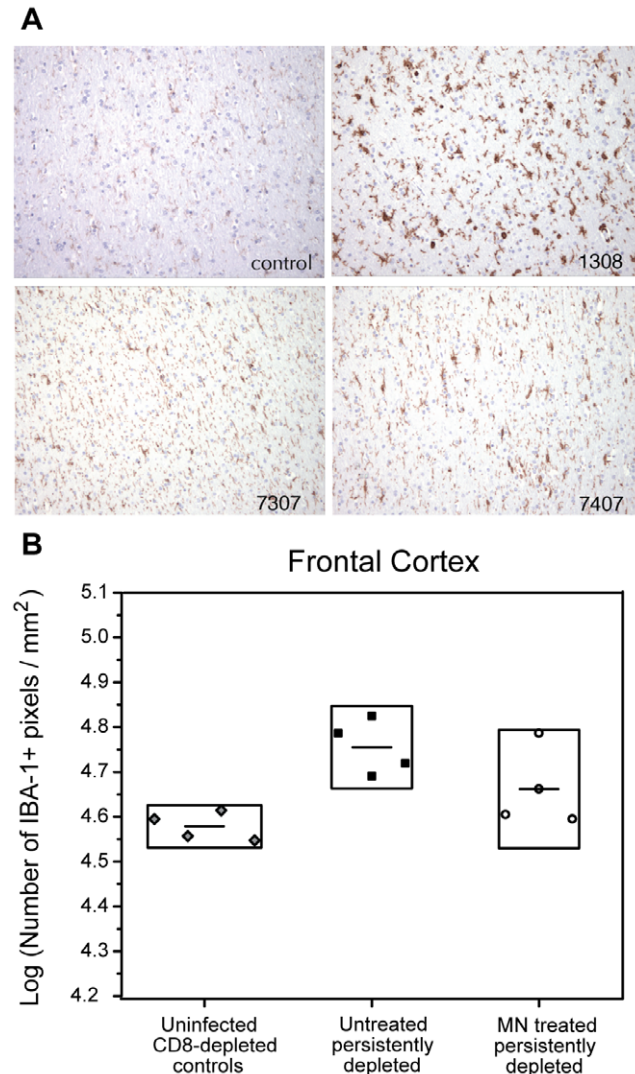 A
control
1308
7307
7407
B
Frontal Cortex
Log (Number of IBA-1+ pixels / mm²)
5.1
5.0
4.9
4.8
4.7
4.6
4.5
4.4
4.3
4.2
Uninfected
CD8-depleted
controls
Untreated
persistently
depleted
MN treated
persistently
depleted